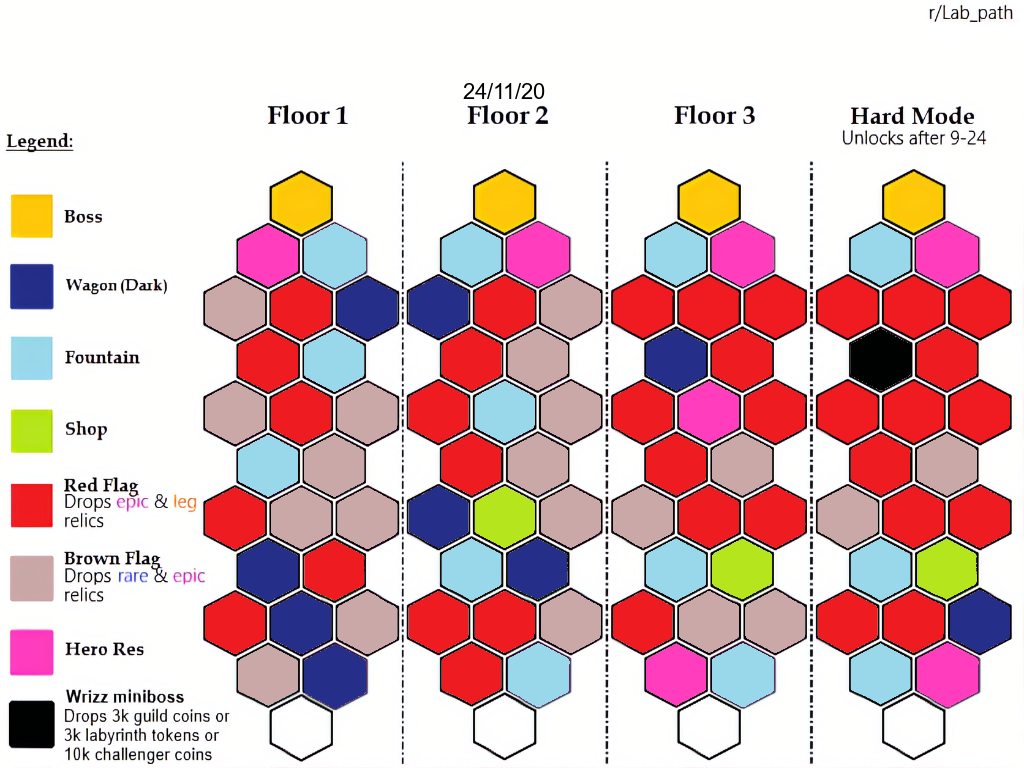 r/Lab_path
24/11/20
Floor 1
Floor 2
Floor 3
Hard Mode
Unlocks after 9-24
Legend:
Boss
Wagon (Dark)
Fountain
Shop
Red Flag
Drops epic & leg
relics
Brown Flag
Drops rare & epic
relics
Hero Res
Wrizz miniboss
Drops 3k guild coins or
3k labyrinth tokens or
10k challenger coins